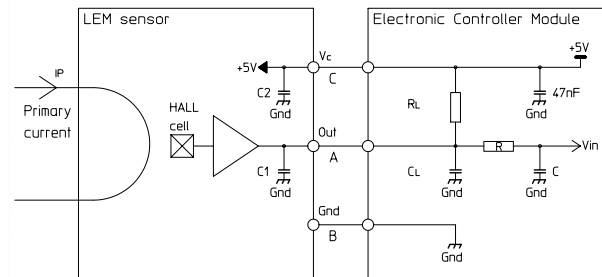 LEM sensor
Electronic Controller Module
+5V
Vc
+5V
IP
C
C2
Gnd
RL
47nF
Gnd
Primary
current
HALL
cell
Out
A
R
Vin
C1
Gnd
CL
Gnd
C
Gnd
Gnd
B
Gnd